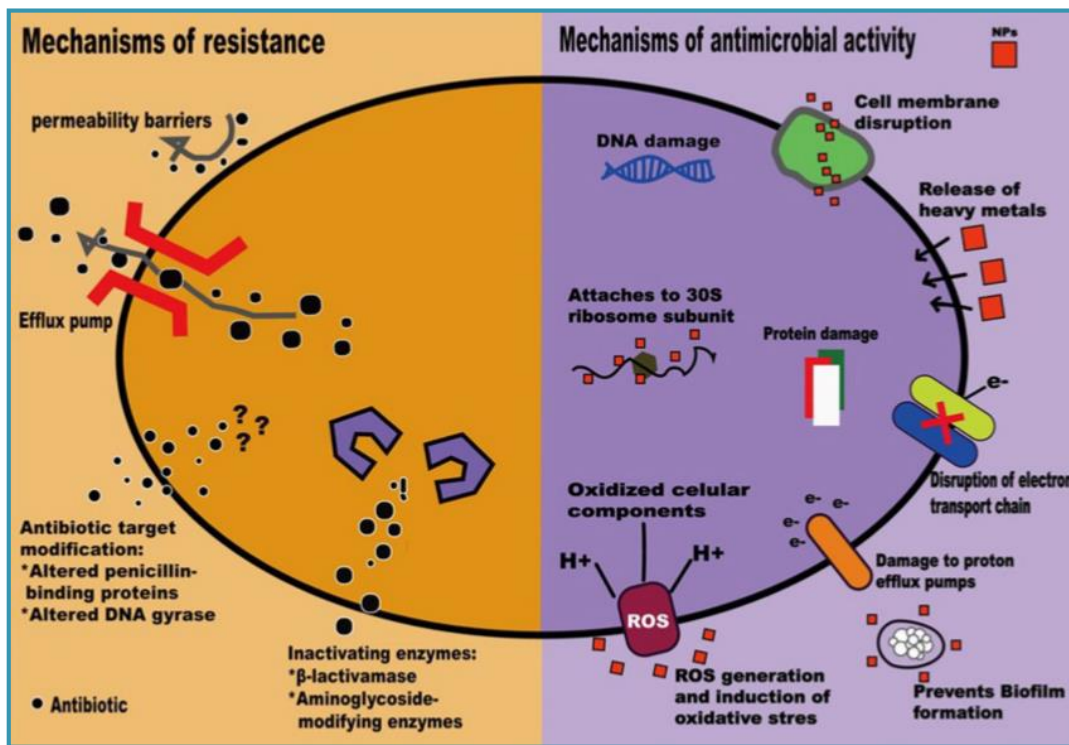 Mechanisms of resistance
permeability barriers
Efflux pump
? ? ?
Antibiotic target
modification:
*Altered penicillin-
binding proteins
*Altered DNA gyrase
Inactivating enzymes:
*β-lactivamase
*Aminoglycoside-
modifying enzymes
Antibiotic
Mechanisms of antimicrobial activity
NPs
Cell membrane
disruption
DNA damage
Release of
heavy metals
Attaches to 30S
ribosome subunit
Protein damage
e-
Disruption of electron
transport chain
Oxidized celular
components
H+
H+
ROS
e-
e-
e-
e-
Damage to proton
efflux pumps
ROS generation
and induction of
oxidative stres
Prevents Biofilm
formation